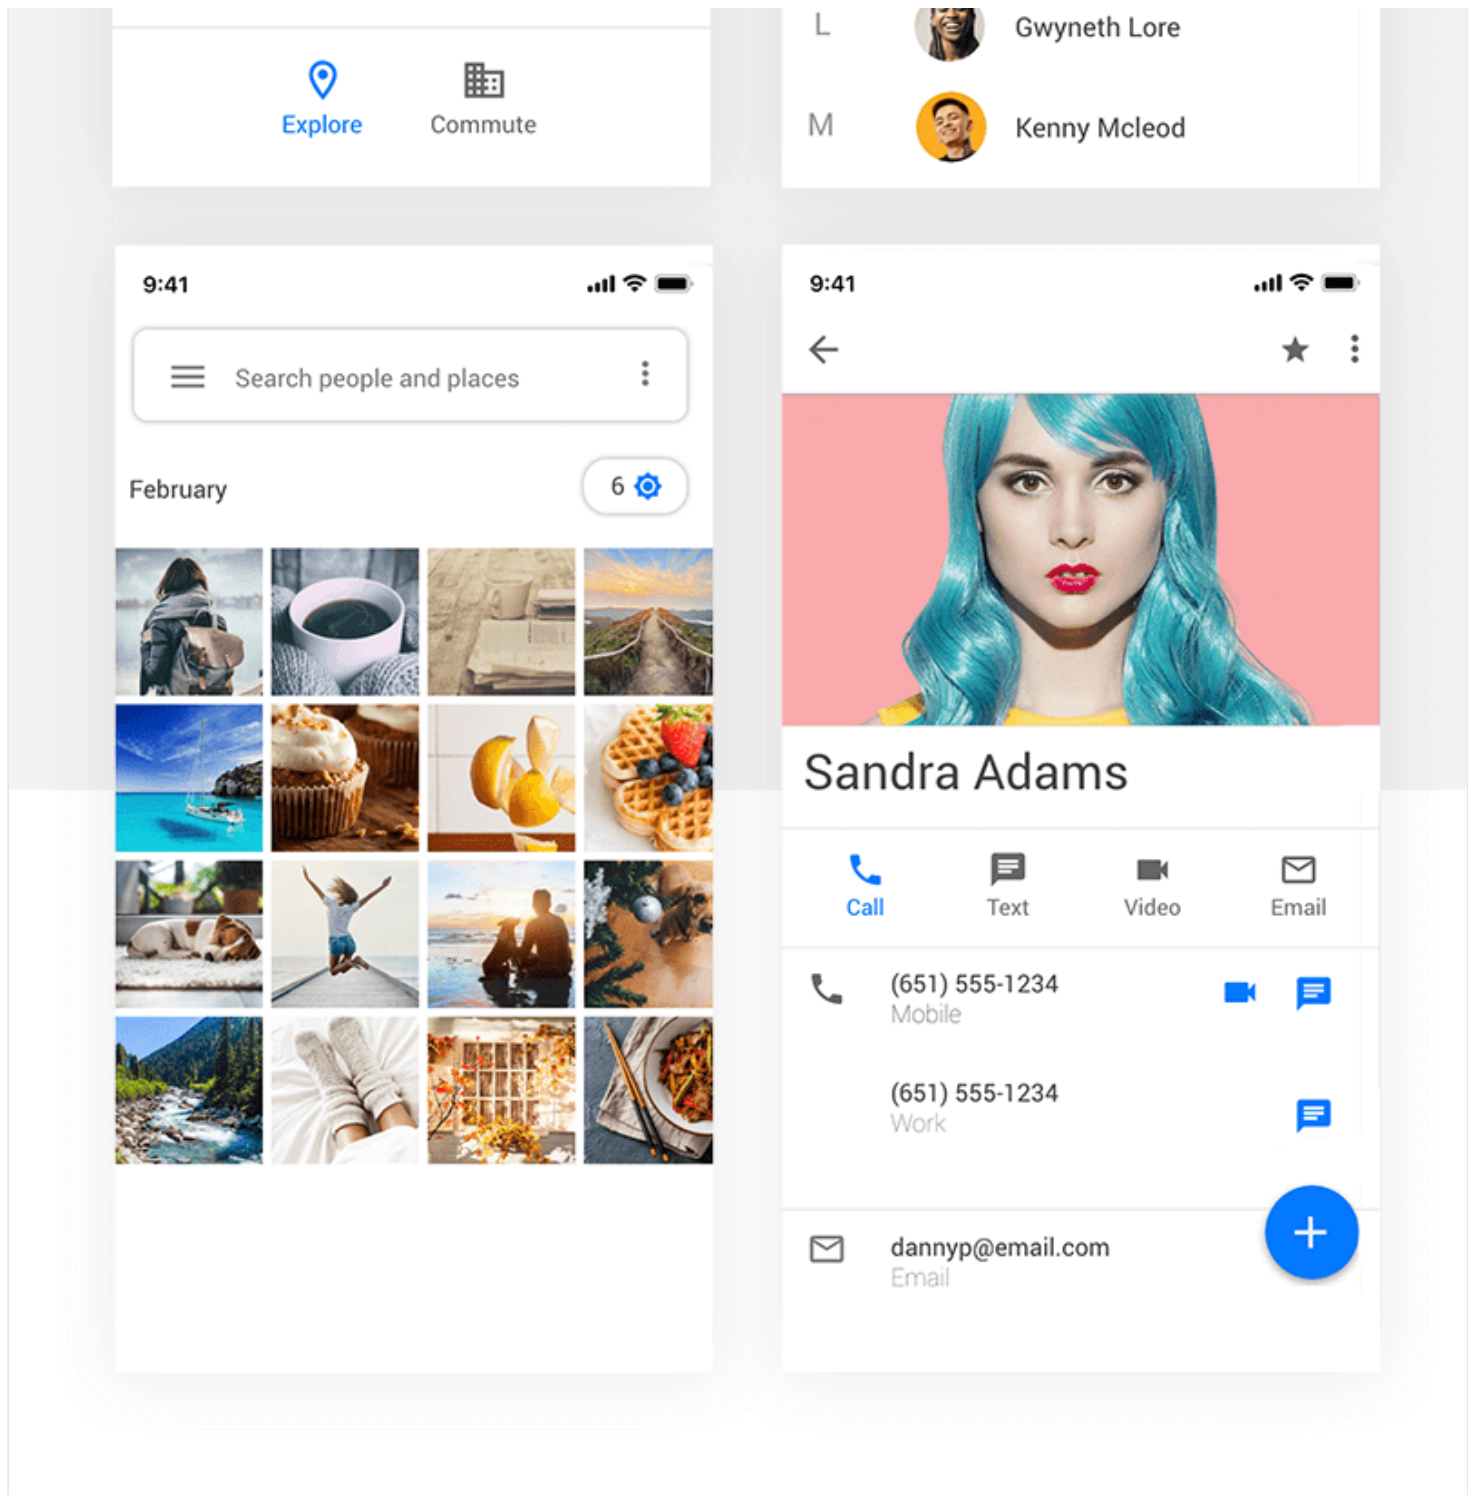 Explore
Commute
L
Gwyneth Lore
M
Kenny Mcleod
9:41
Search people and places
February
6
9:41
Sandra Adams
Call
Text
Video
Email
(651) 555-1234
Mobile
(651) 555-1234
Work
dannyp@email.com
Email